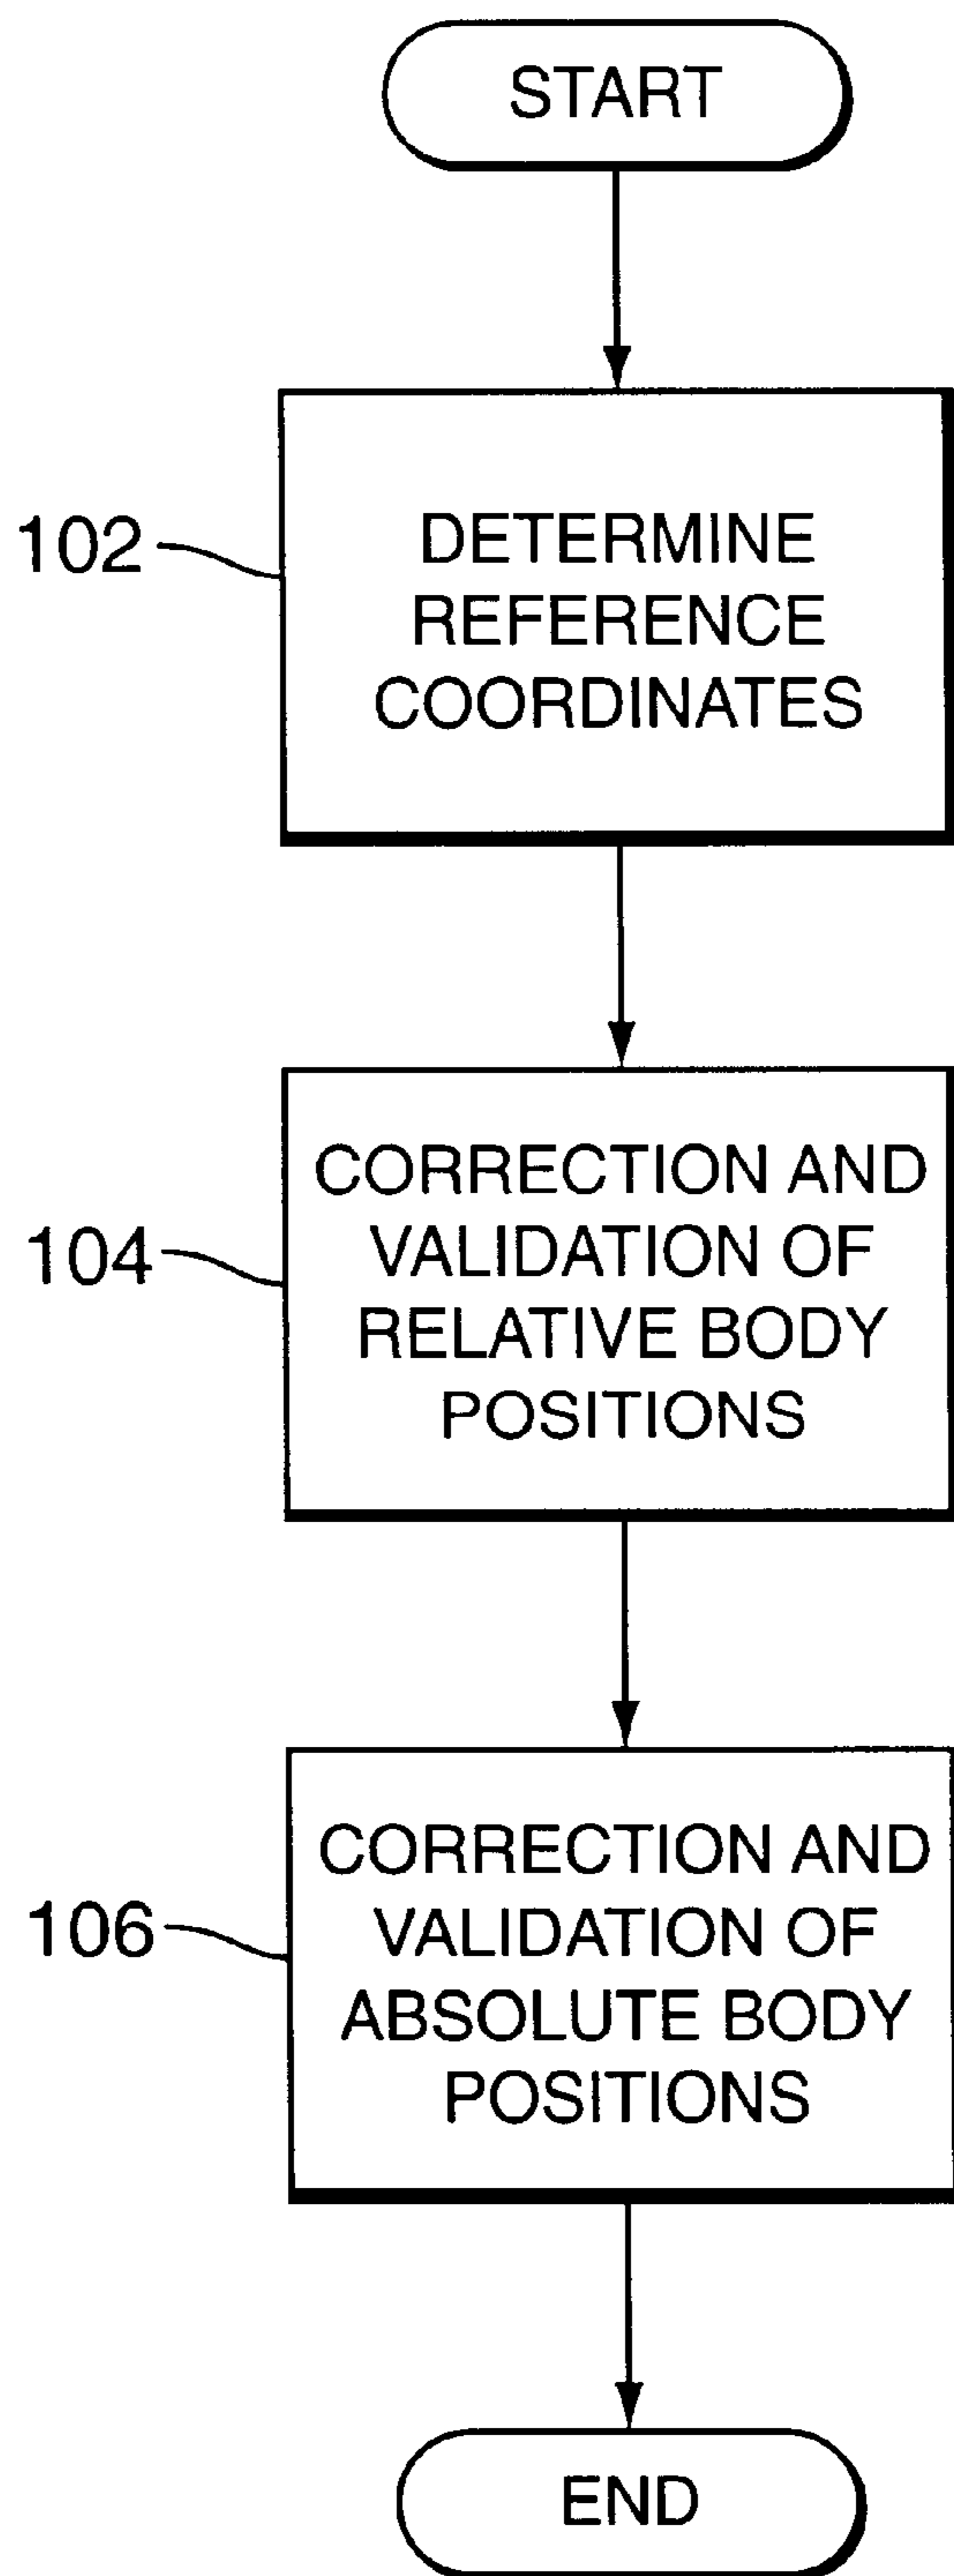 START
102
DETERMINE
REFERENCE
COORDINATES
104
CORRECTION AND
VALIDATION OF
RELATIVE BODY
POSITIONS
106
CORRECTION AND
VALIDATION OF
ABSOLUTE BODY
POSITIONS
END